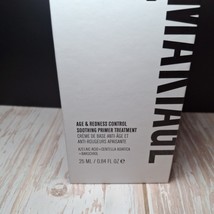 MANAUL
AGE & REDNESS CONTROL
SOOTHING PRIMER TREATMENT
CRÈME DE BASE ANTI-ÂGE ET
ANTI-ROUGEURS APAISANTE
25 ML / 0.84 FL OZ ℮